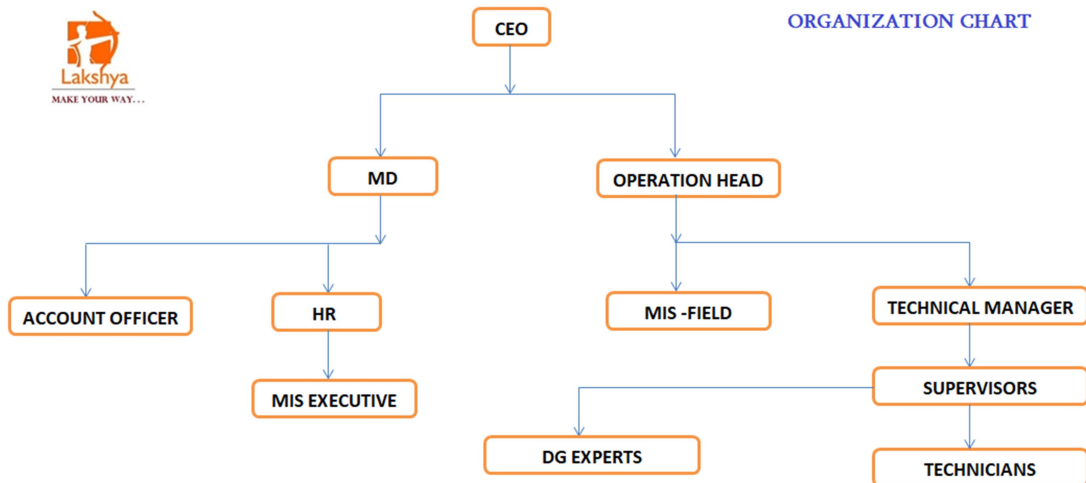 CEO
ORGANIZATION CHART
Lakshya
MAKE YOUR WAY...
MD
OPERATION HEAD
ACCOUNT OFFICER
HR
MIS -FIELD
TECHNICAL MANAGER
MIS EXECUTIVE
SUPERVISORS
DG EXPERTS
TECHNICIANS